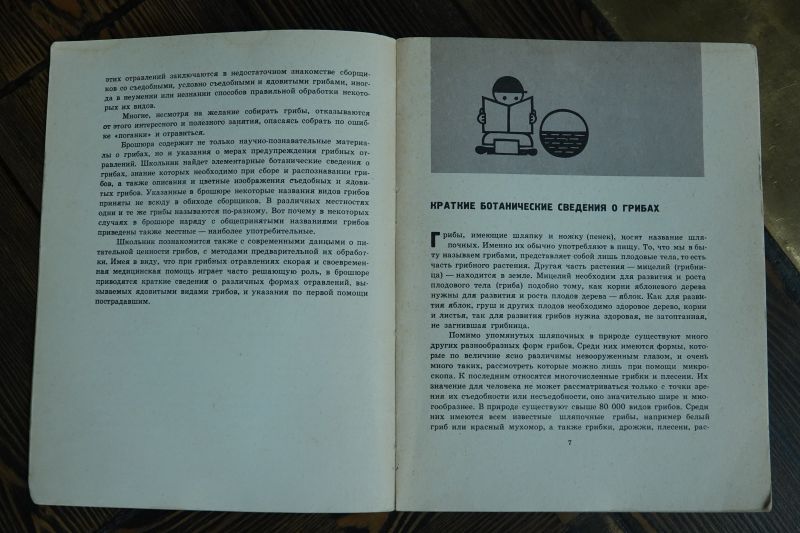 этих отравлений заключаются в недостаточном знакомстве сборщи-
ков со съедобными, условно съедобными и ядовитыми грибами, иног-
да в неумении или незнании способов правильной обработки некото-
рых их видов.
Многие, несмотря на желание собирать грибы, отказываются
от этого интересного и полезного занятия, опасаясь собрать по ошиб-
ке «поганки» и отравиться.
Брошюра содержит не только научно-познавательные материа-
лы о грибах, но и указания о мерах предупреждения грибных от-
равлений. Школьник найдет элементарные ботанические сведения о
грибах, знание которых необходимо при сборе и распознавании гри-
бов, а также описания и цветные изображения съедобных и ядови-
тых грибов. Указанные в брошюре некоторые названия видов грибов
приняты не всюду в обиходе сборщиков. В различных местностях
одни и те же грибы называются по-разному. Вот почему в некоторых
случаях в брошюре наряду с общепринятыми названиями грибов
приведены также местные — наиболее употребительные.
Школьник познакомится также с современными данными о пи-
тательной ценности грибов, с методами предварительной их обработ-
ки. Имея в виду, что при грибных отравлениях скорая и своевремен-
ная медицинская помощь играет часто решающую роль, в брошюре
приводятся краткие сведения о различных формах отравлений, вы-
зываемых ядовитыми видами грибов, и указания по первой помощи
пострадавшим.
КРАТКИЕ БОТАНИЧЕСКИЕ СВЕДЕНИЯ О ГРИБАХ
Грибы, имеющие шляпку и ножку (пенек), носят название шля-
почных. Именно их обычно употребляют в пищу. То, что мы в бы-
ту называем грибами, представляет собой лишь плодовые тела, то есть
часть грибного растения. Другая часть растения — мицелий (грибни-
ца) — находится в земле. Мицелий необходим для развития и роста
плодового тела (гриба) подобно тому, как корни яблоневого дерева
нужны для развития и роста плодов дерева — яблок. Как для разви-
тия яблок, груш и других плодов необходимо здоровое дерево, корни
и листья, так для развития грибов нужна здоровая, не затоптанная,
не загнившая грибница.
Помимо упомянутых шляпочных в природе существуют много
других разнообразных форм грибов. Среди них имеются формы, кото-
рые по величине ясно различимы невооруженным глазом, и очень
много таких, рассмотреть которые можно лишь при помощи микро-
скопа. К последним относятся многочисленные грибки и плесени. Их
значение для человека не может рассматриваться только с точки зре-
ния их съедобности или несъедобности, оно значительно шире и мно-
гообразнее. В природе существуют свыше 80 000 видов грибов. Среди
них имеются всем известные шляпочные грибы, например белый
гриб или красный мухомор, а также грибки, дрожжи, плесени, рас-
7